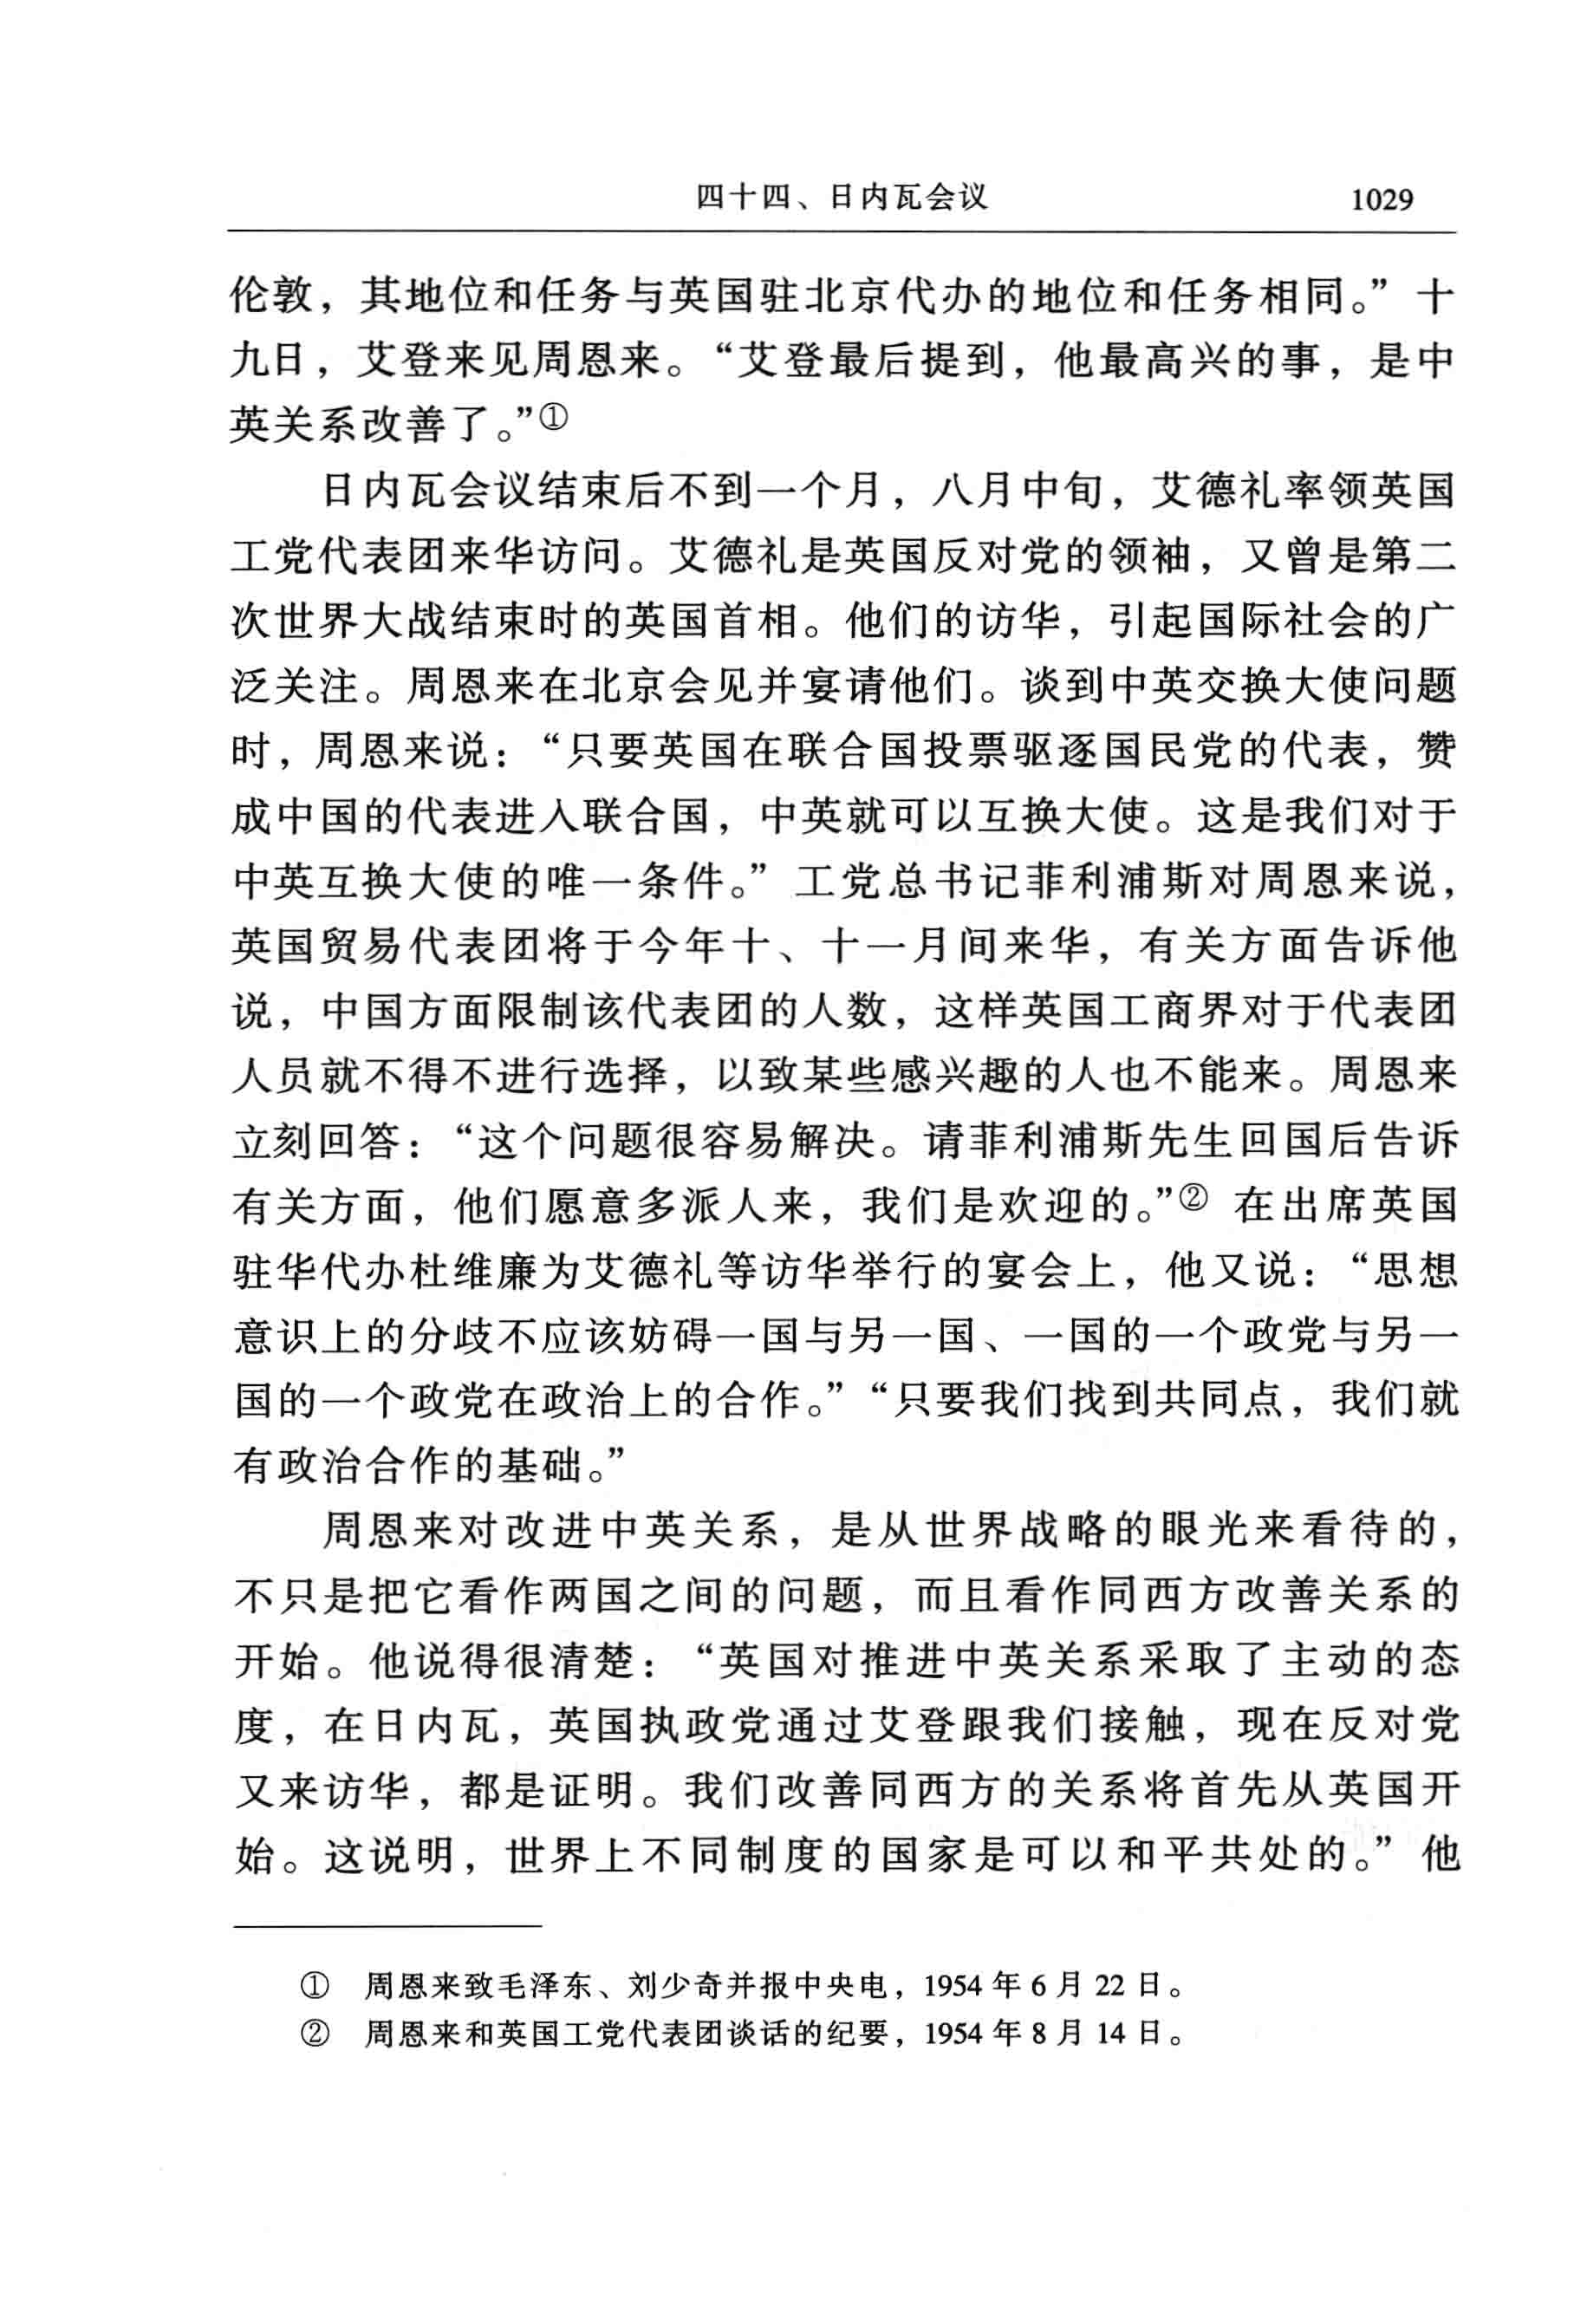 四十四、日内瓦会议 1029
伦敦，其地位和任务与英国驻北京代办的地位和任务相同。”十
九日，艾登来见周恩来。“艾登最后提到，他最高兴的事，是中
英关系改善了。”①
日内瓦会议结束后不到一个月，八月中旬，艾德礼率领英国
工党代表团来华访问。艾德礼是英国反对党的领袖，又曾是第二
次世界大战结束时的英国首相。他们的访华，引起国际社会的广
泛关注。周恩来在北京会见并宴请他们。谈到中英交换大使问题
时，周恩来说：“只要英国在联合国投票驱逐国民党的代表，赞
成中国的代表进入联合国，中英就可以互换大使。这是我们对于
中英互换大使的唯一条件。”工党总书记菲利浦斯对周恩来说，
英国贸易代表团将于今年十、十一月间来华，有关方面告诉他
说，中国方面限制该代表团的人数，这样英国工商界对于代表团
人员就不得不进行选择，以致某些感兴趣的人也不能来。周恩来
立刻回答：“这个问题很容易解决。请菲利浦斯先生回国后告诉
有关方面，他们愿意多派人来，我们是欢迎的。”② 在出席英国
驻华代办杜维廉为艾德礼等访华举行的宴会上，他又说：“思想
意识上的分歧不应该妨碍一国与另一国、一国的一个政党与另一
国的一个政党在政治上的合作。”“只要我们找到共同点，我们就
有政治合作的基础。”
周恩来对改进中英关系，是从世界战略的眼光来看待的，
不只是把它看作两国之间的问题，而且看作同西方改善关系的
开始。他说得很清楚：“英国对推进中英关系采取了主动的态
度，在日内瓦，英国执政党通过艾登跟我们接触，现在反对党
又来访华，都是证明。我们改善同西方的关系将首先从英国开
始。这说明，世界上不同制度的国家是可以和平共处的。”他
① 周恩来致毛泽东、刘少奇并报中央电，1954 年 6 月 22 日。
② 周恩来和英国工党代表团谈话的纪要，1954 年 8 月 14 日。